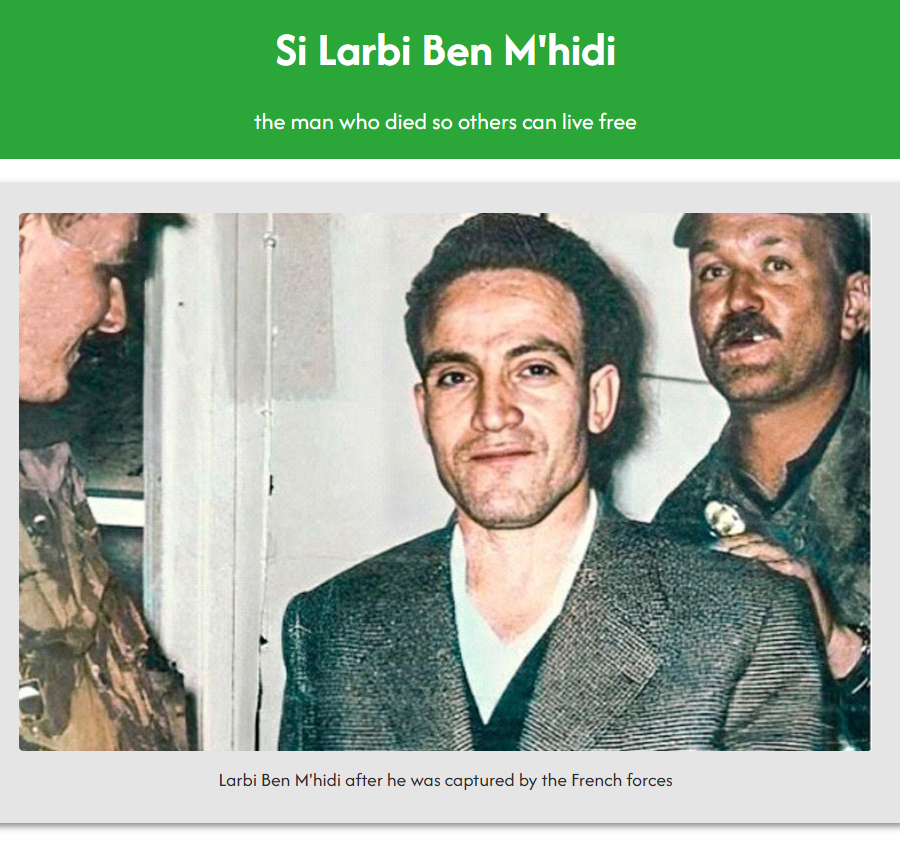 Si Larbi Ben M'hidi
the man who died so others can live free
Larbi Ben M'hidi after he was captured by the French forces